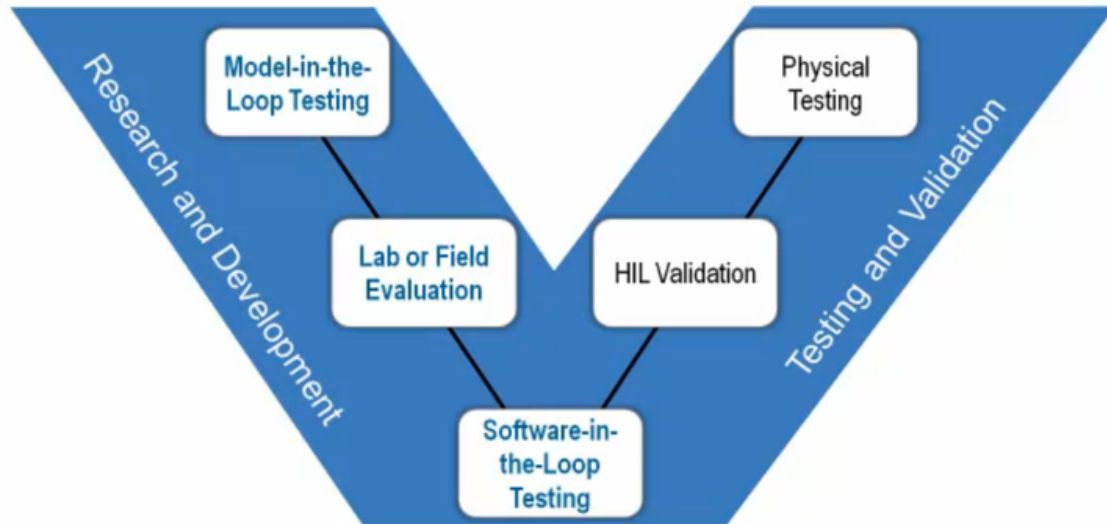 Research and Development
Model-in-the-
Loop Testing
Lab or Field
Evaluation
Software-in-
the-Loop
Testing
HIL Validation
Physical
Testing
Testing and Validation